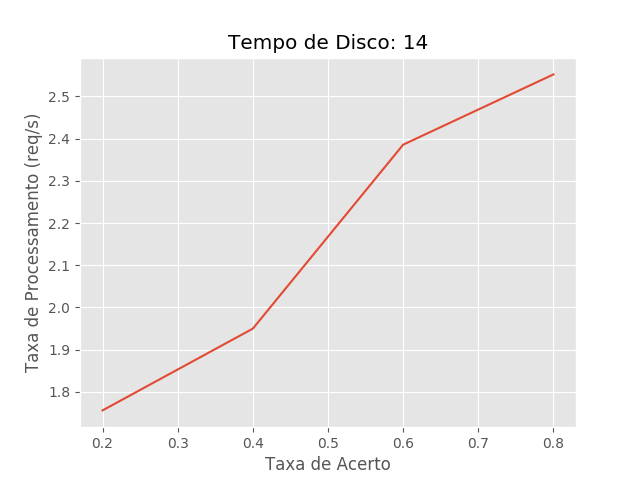 Tempo de Disco: 14
Taxa de Processamento (req/s)
2.5
2.4
2.3
2.2
2.1
2.0
1.9
1.8
0.2 0.3 0.4 0.5 0.6 0.7 0.8
Taxa de Acerto